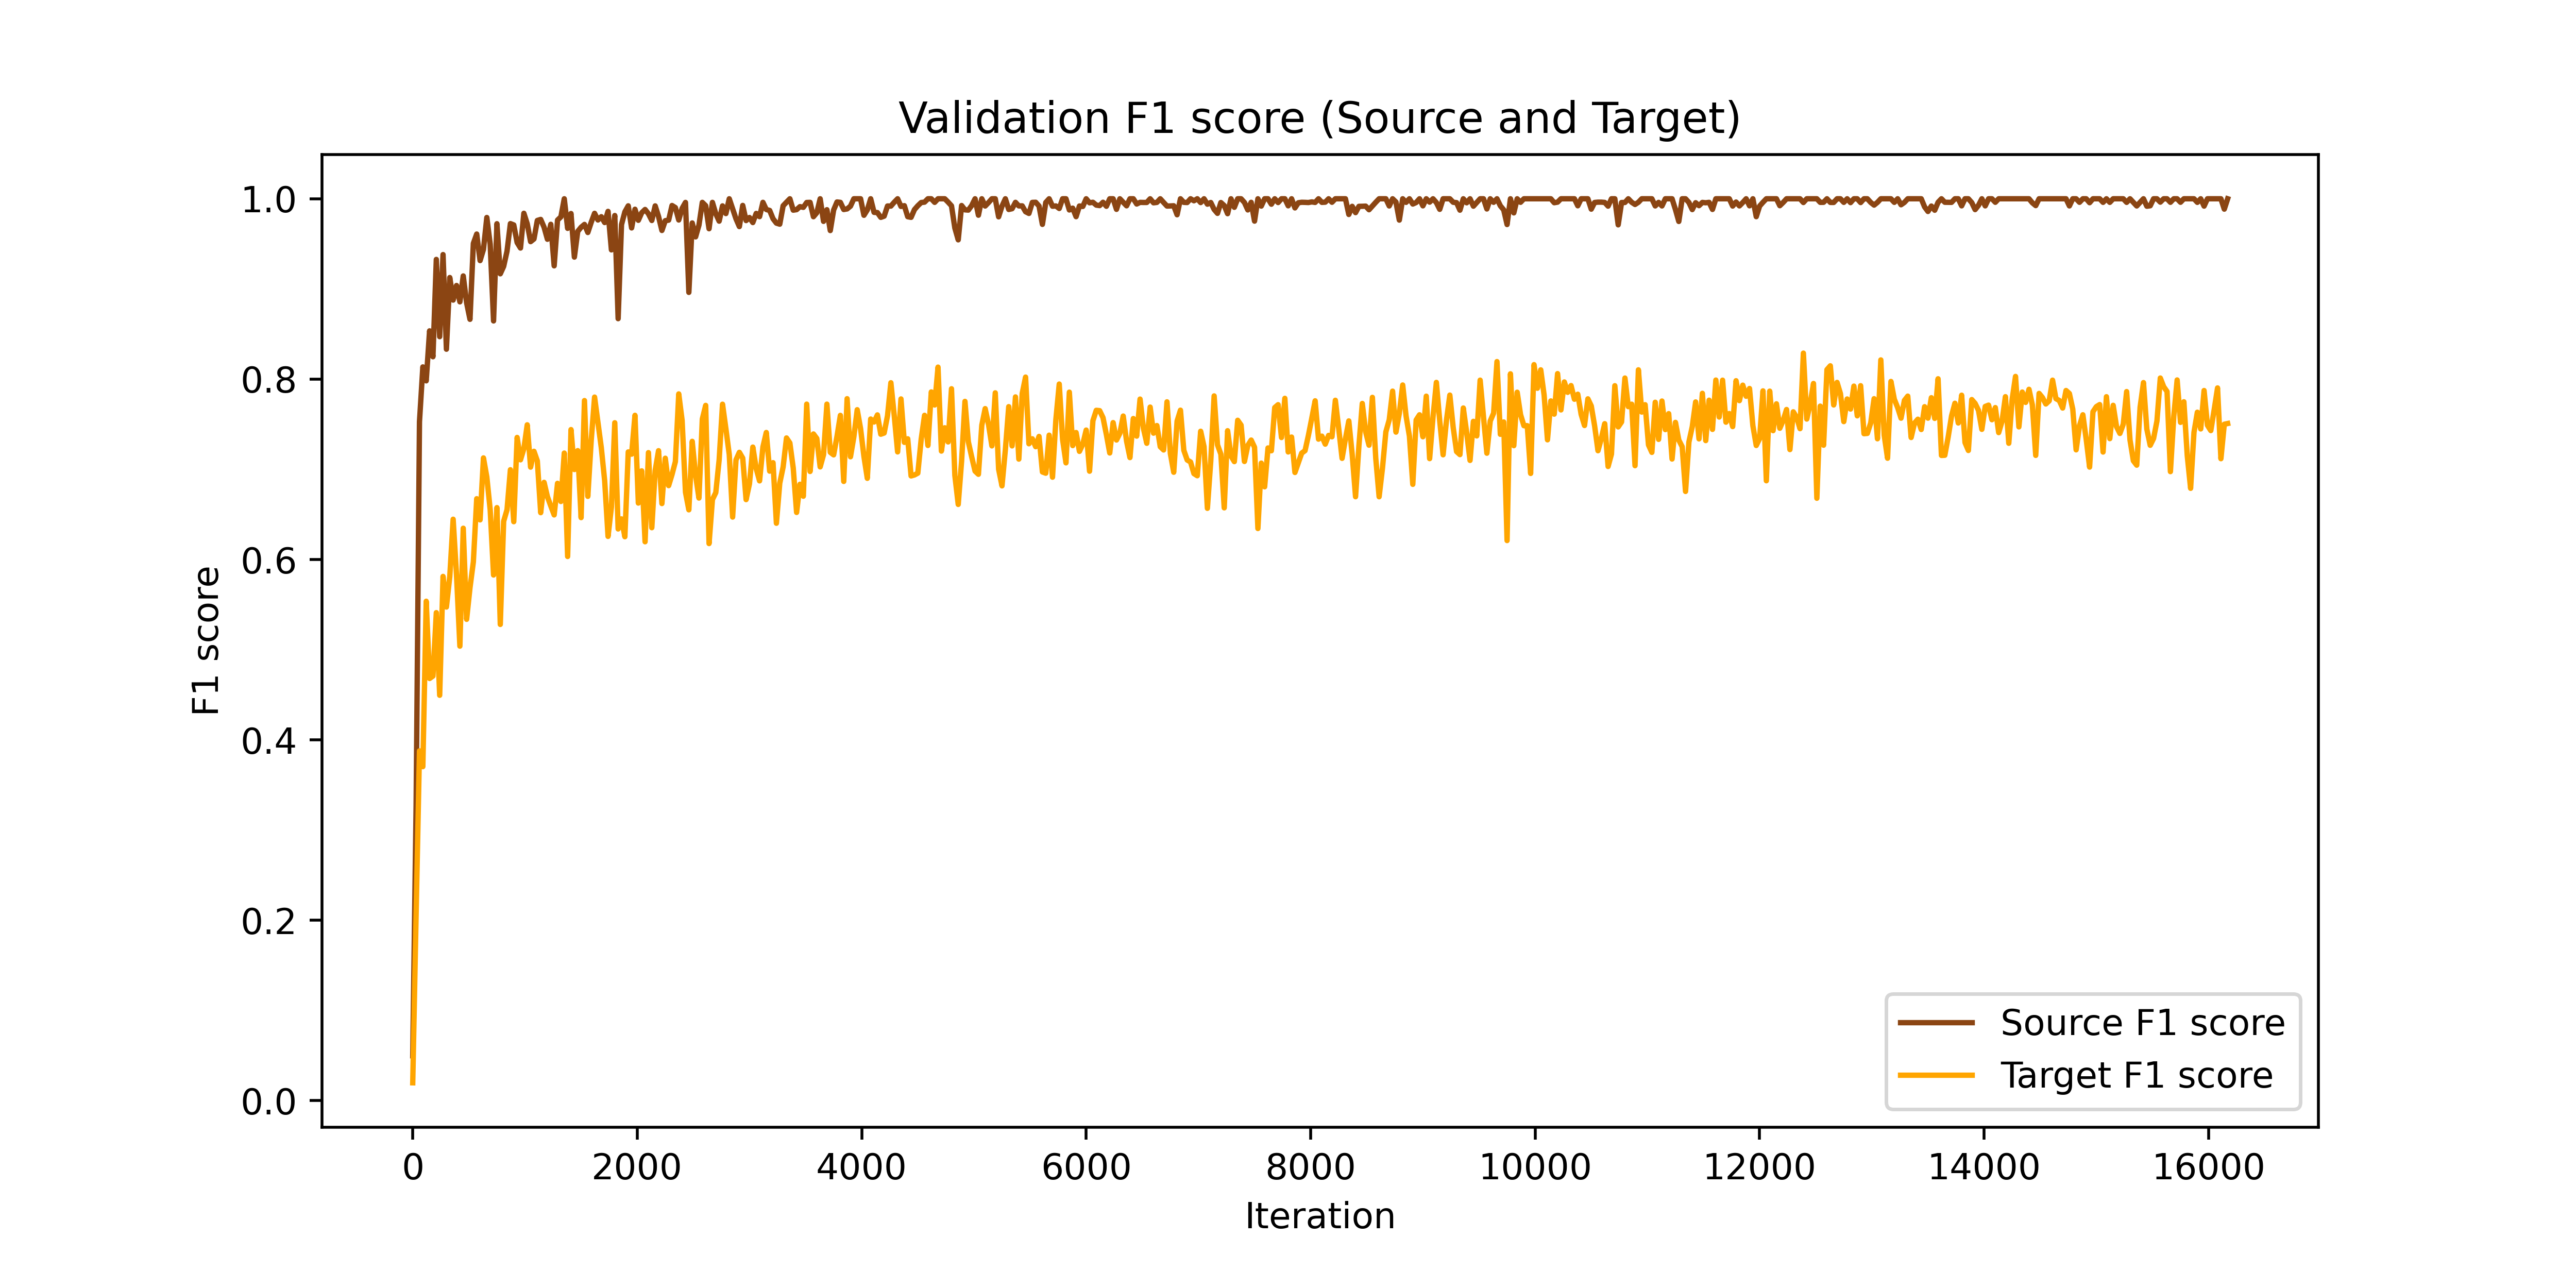 Validation F1 score (Source and Target)
1.0
0.8
0.6
0.4
0.2
0.0
F1 score
0 2000 4000 6000 8000 10000 12000 14000 16000
Iteration
Source F1 score
Target F1 score